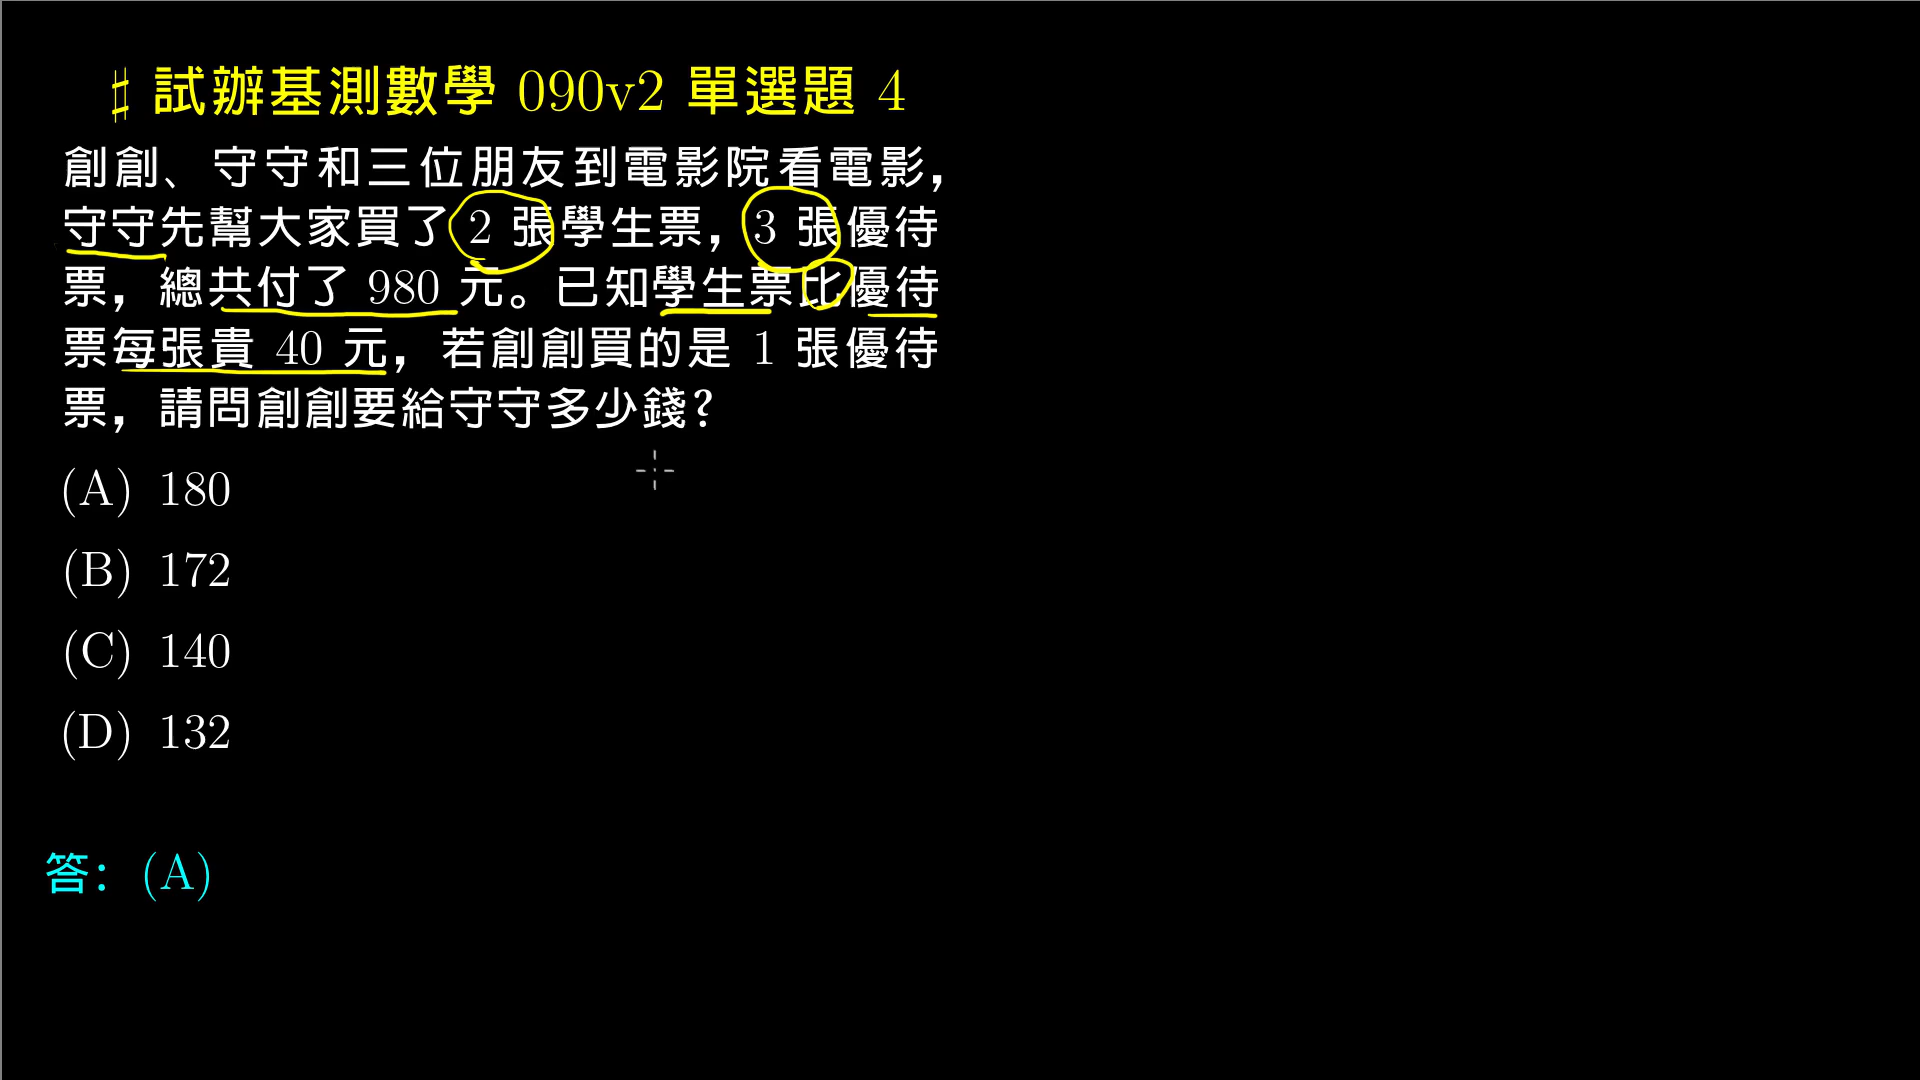 ♯ 試辦基測數學 090v2 單選題 4
創創、守守和三位朋友到電影院看電影，
守守先幫大家買了 2 張學生票，3 張優待
票，總共付了 980 元。已知學生票比優待
票每張貴 40 元，若創創買的是 1 張優待
票，請問創創要給守守多少錢？
(A) 180
(B) 172
(C) 140
(D) 132
答：(A)